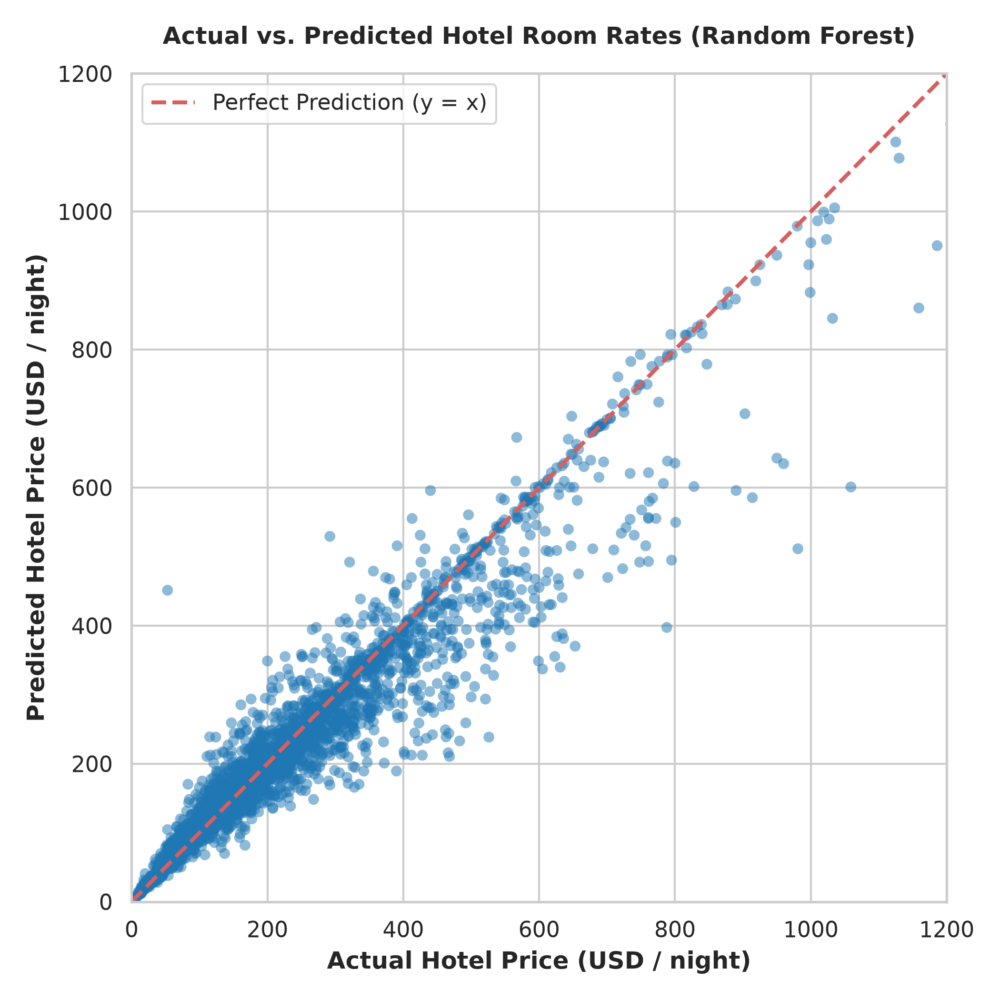 Actual vs. Predicted Hotel Room Rates (Random Forest)
Perfect Prediction (y = x)
Predicted Hotel Price (USD / night)
1200
1000
800
600
400
200
0
0 200 400 600 800 1000 1200
Actual Hotel Price (USD / night)